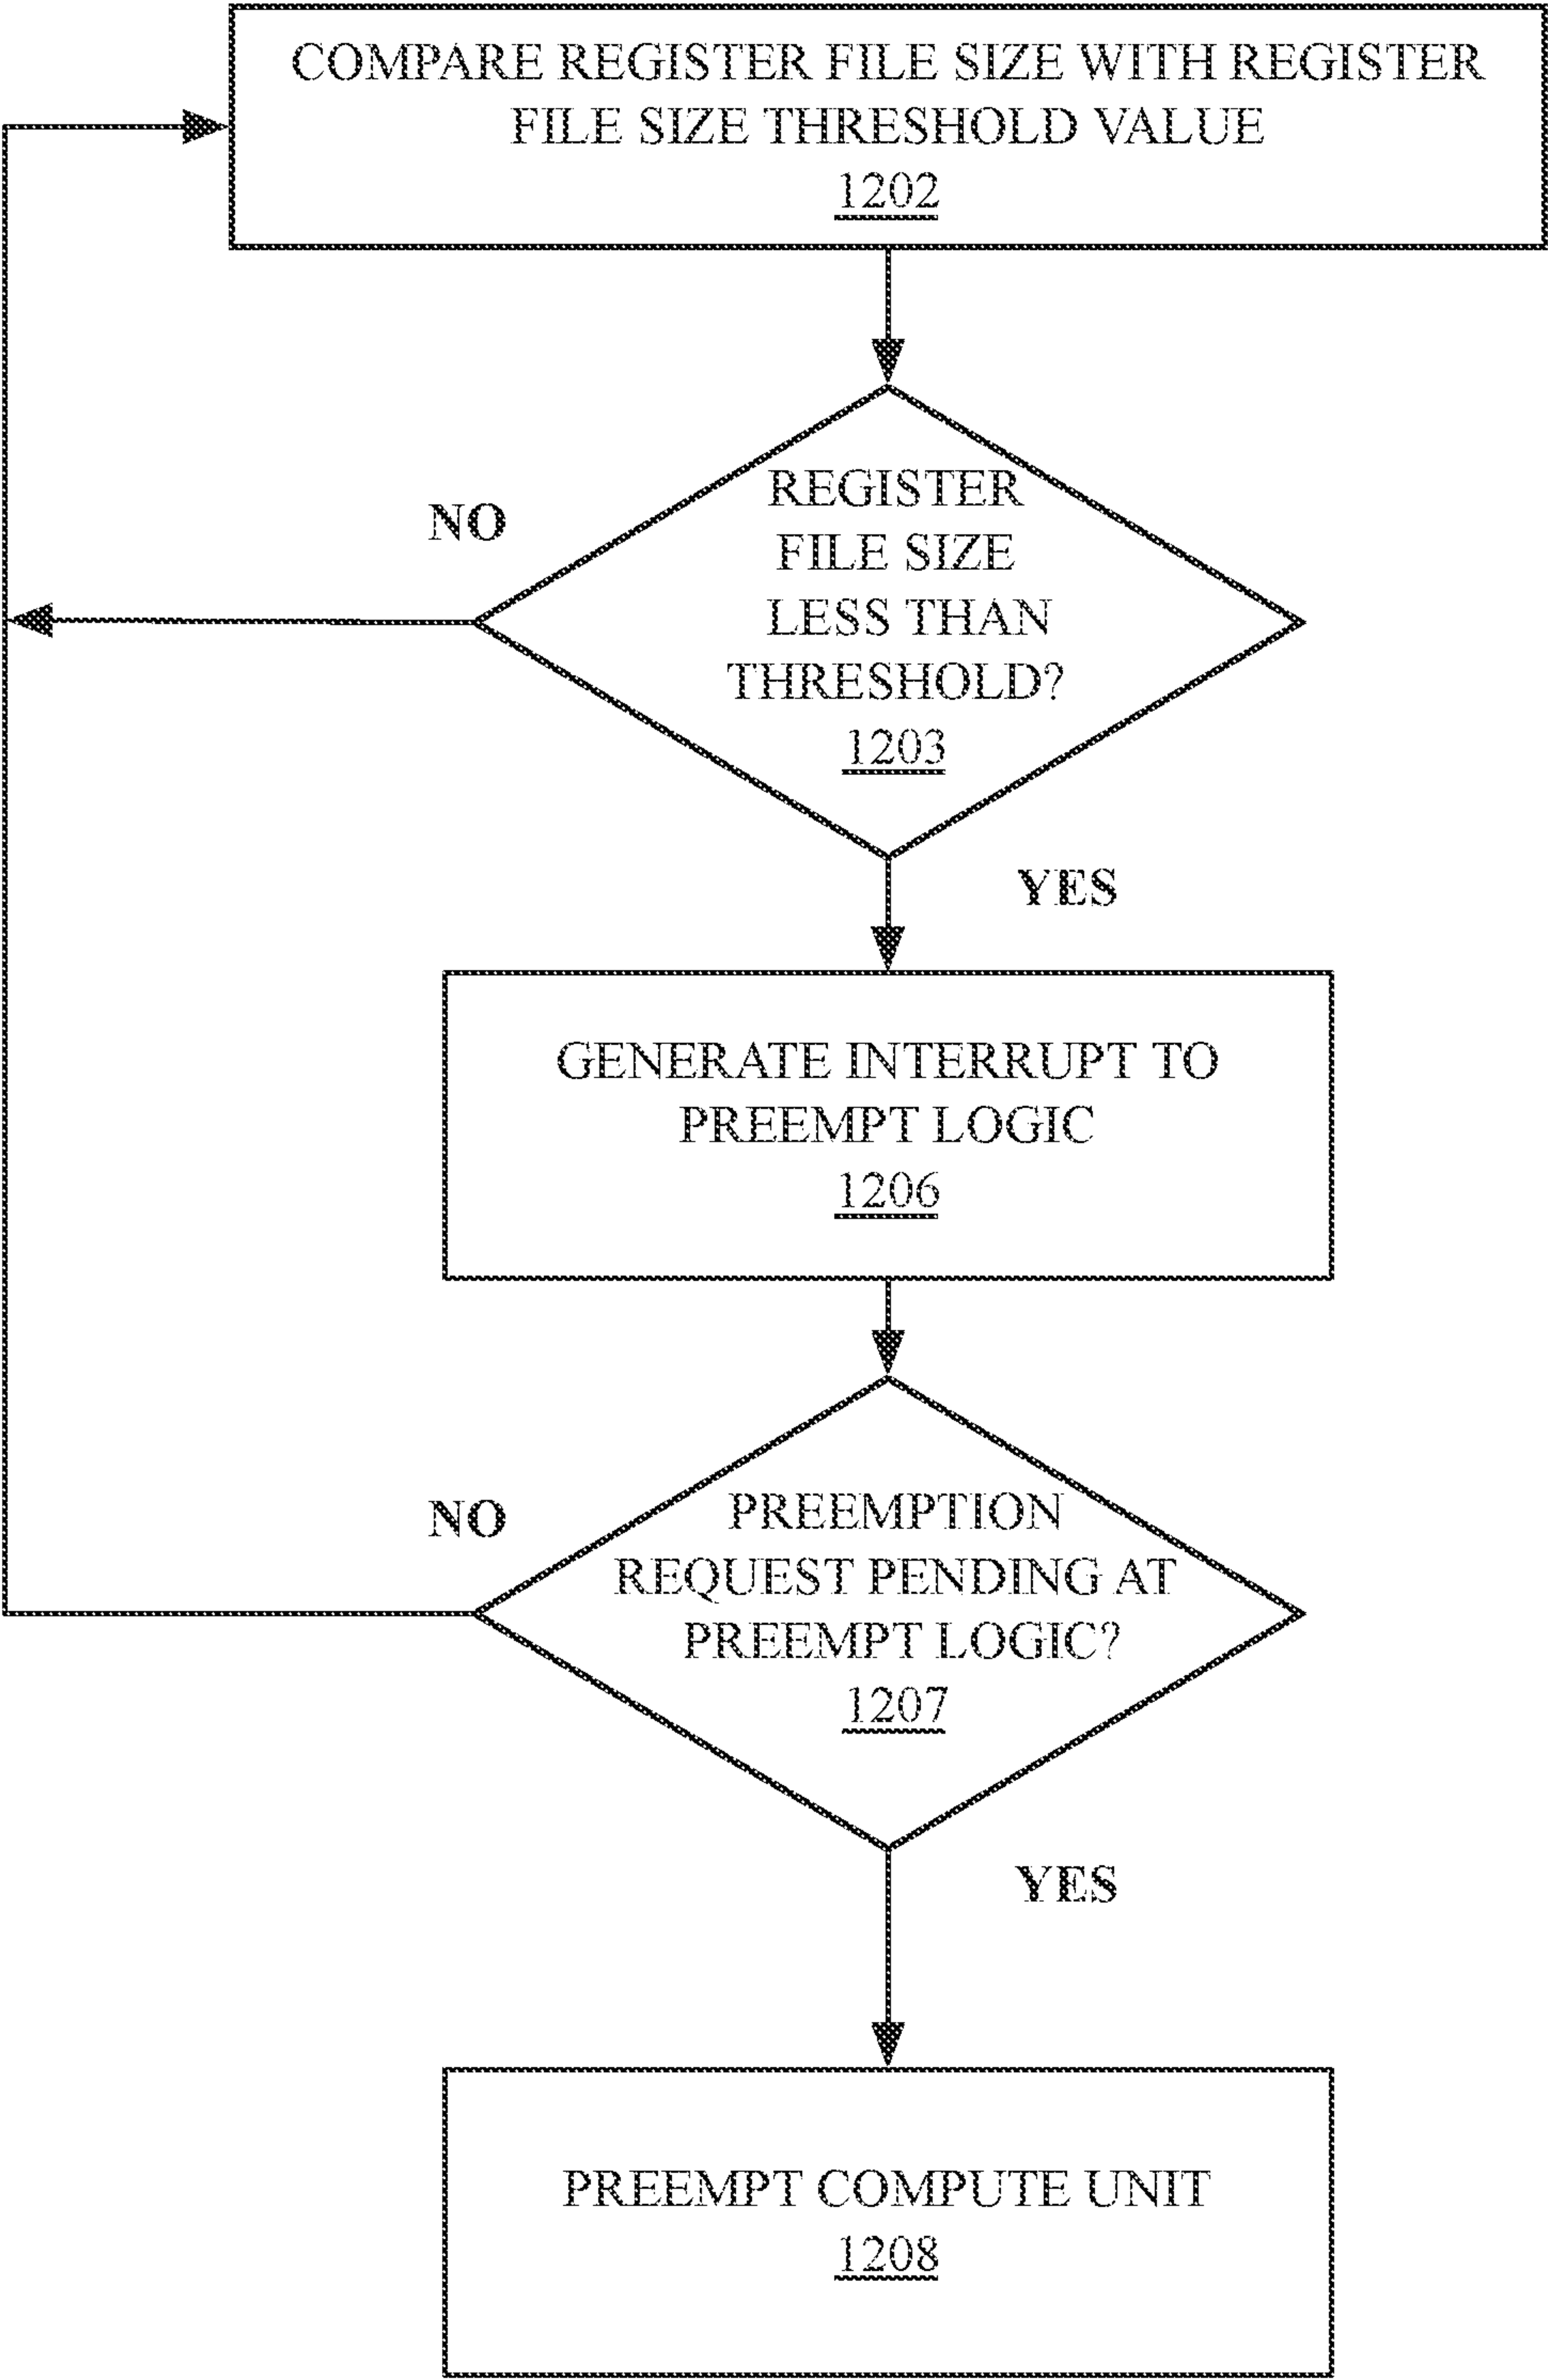 COMPARE REGISTER FILE SIZE WITH REGISTER
FILE SIZE THRESHOLD VALUE
1202
NO
REGISTER
FILE SIZE
LESS THAN
THRESHOLD?
1203
YES
GENERATE INTERRUPT TO
PREEMPT LOGIC
1206
NO
PREEMPTION
REQUEST PENDING AT
PREEMPT LOGIC?
1207
YES
PREEMPT COMPUTE UNIT
1208